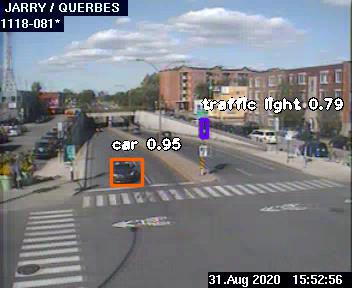 JARRY / QUERBES
1118-081*
traffic light 0.79
car 0.95
31.Aug 2020 15:52:56